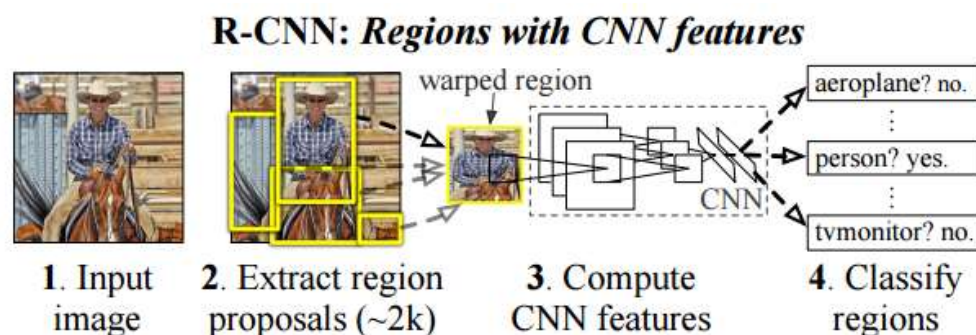 R-CNN: Regions with CNN features
warped region
aeroplane? no.
⋮
person? yes.
⋮
tvmonitor? no.
CNN
1. Input
image
2. Extract region
proposals (~2k)
3. Compute
CNN features
4. Classify
regions